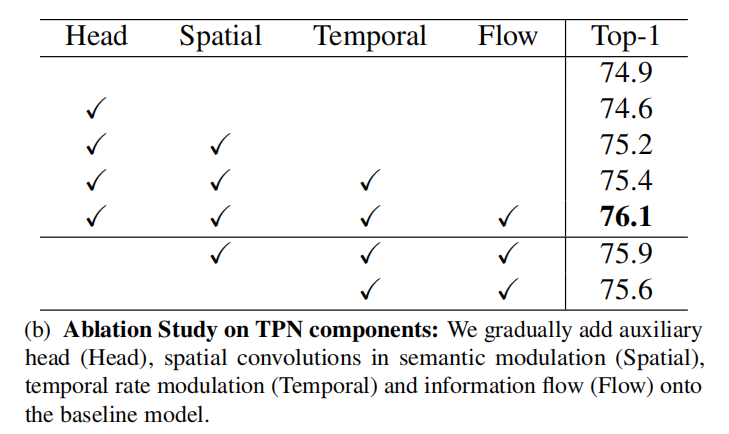 Head Spatial Temporal Flow Top-1
74.9
✓ 74.6
✓ ✓ 75.2
✓ ✓ ✓ 75.4
✓ ✓ ✓ ✓ 76.1
✓ ✓ ✓ 75.9
✓ ✓ 75.6
(b) Ablation Study on TPN components: We gradually add auxiliary
head (Head), spatial convolutions in semantic modulation (Spatial),
temporal rate modulation (Temporal) and information flow (Flow) onto
the baseline model.